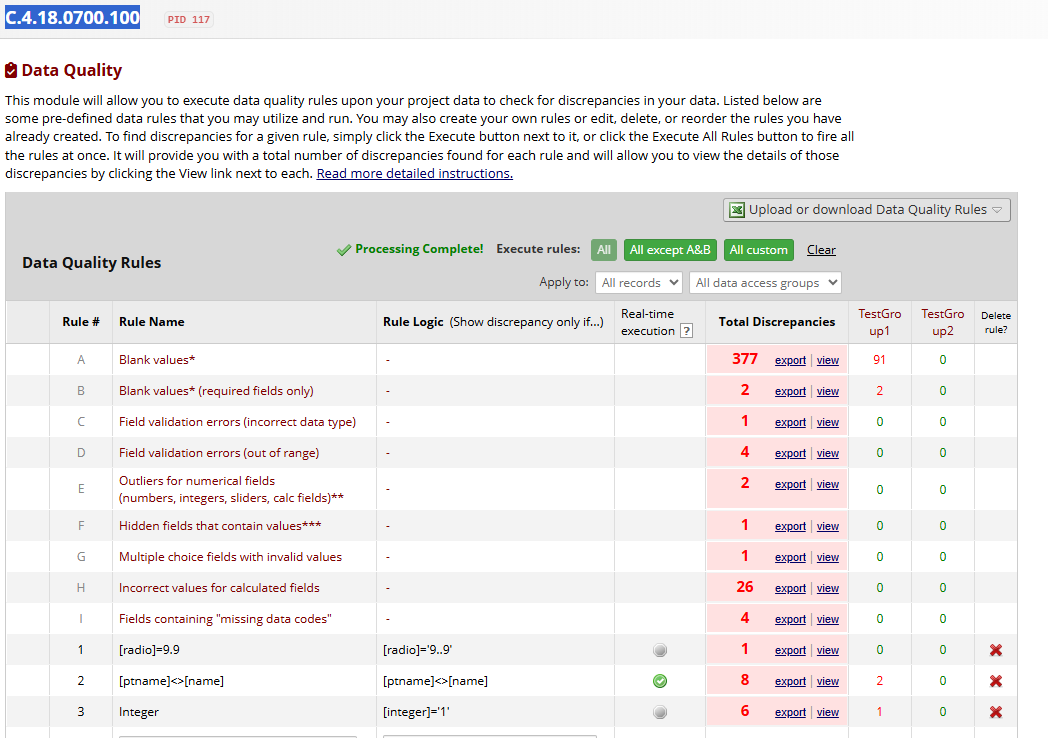 C.4.18.0700.100 PID 117
Data Quality
This module will allow you to execute data quality rules upon your project data to check for discrepancies in your data. Listed below are
some pre-defined data rules that you may utilize and run. You may also create your own rules or edit, delete, or reorder the rules you have
already created. To find discrepancies for a given rule, simply click the Execute button next to it, or click the Execute All Rules button to fire all
the rules at once. It will provide you with a total number of discrepancies found for each rule and will allow you to view the details of those
discrepancies by clicking the View link next to each. Read more detailed instructions.
Upload or download Data Quality Rules
Processing Complete! Execute rules: All All except A&B All custom Clear
Data Quality Rules
Apply to: All records All data access groups
Rule # Rule Name Rule Logic (Show discrepancy only if...) Real-time execution ? Total Discrepancies TestGroup1 TestGroup2 Delete rule?
A Blank values* - 377 export | view 91 0
B Blank values* (required fields only) - 2 export | view 2 0
C Field validation errors (incorrect data type) - 1 export | view 0 0
D Field validation errors (out of range) - 4 export | view 0 0
E Outliers for numerical fields
(numbers, integers, sliders, calc fields)** - 2 export | view 0 0
F Hidden fields that contain values*** - 1 export | view 0 0
G Multiple choice fields with invalid values - 1 export | view 0 0
H Incorrect values for calculated fields - 26 export | view 0 0
I Fields containing "missing data codes" - 4 export | view 0 0
1 [radio]=9.9 [radio]='9..9' 1 export | view 0 0
2 [ptname]<>[name] [ptname]<>[name] 8 export | view 2 0
3 Integer [integer]='1' 6 export | view 1 0